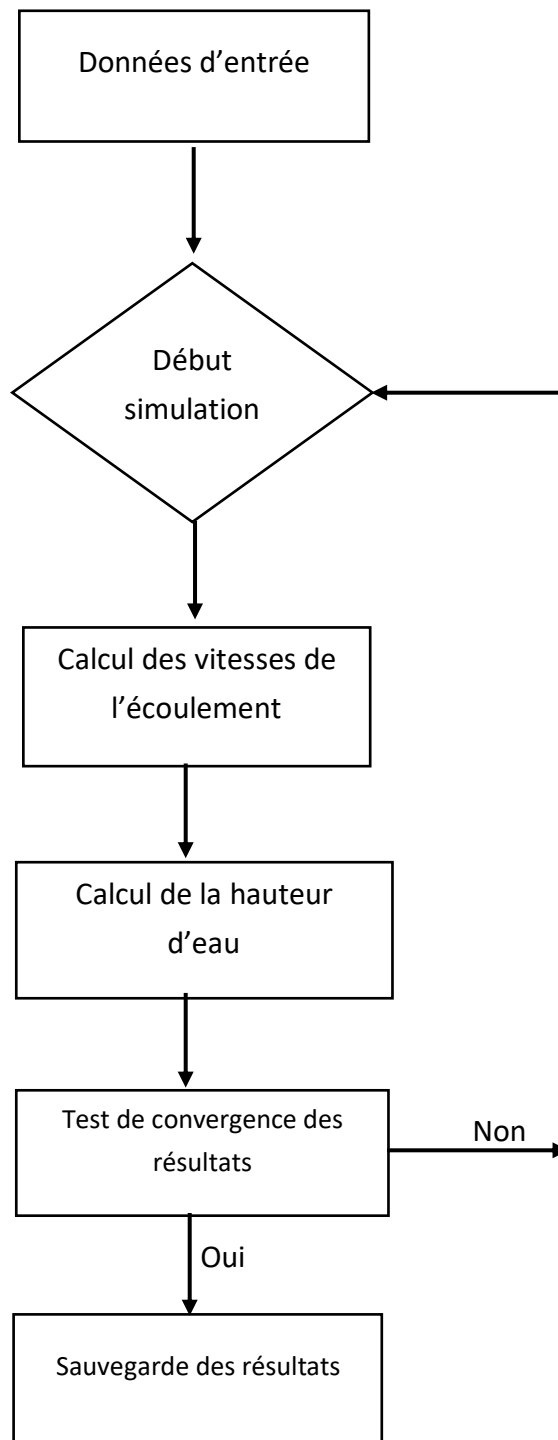 Données d’entrée
Début
simulation
Calcul des vitesses de
l’écoulement
Calcul de la hauteur
d’eau
Test de convergence des
résultats
Non
Oui
Sauvegarde des résultats